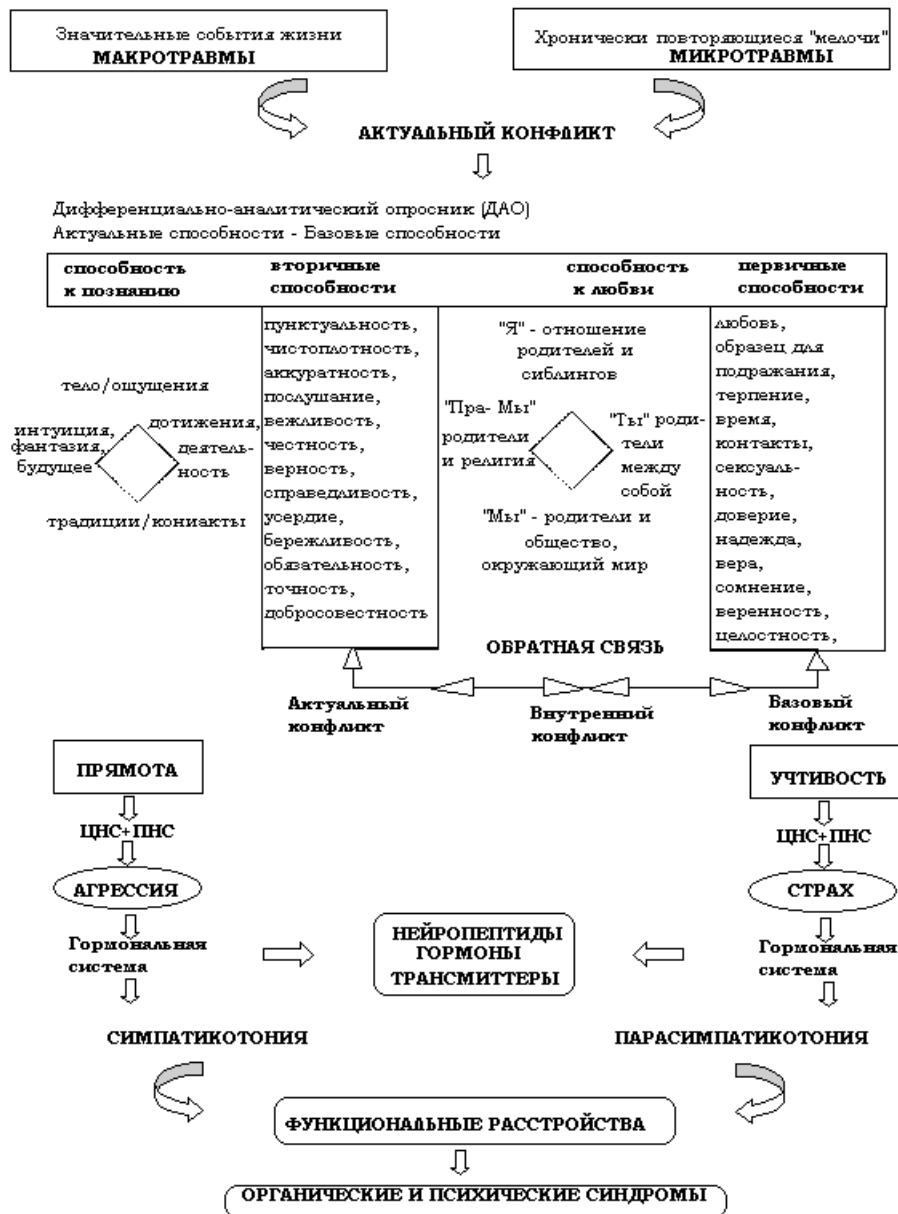 Значительные события жизни
МАКРОТРАВМЫ
Хронически повторяющиеся "мелочи"
МИКРОТРАВМЫ
АКТУАЛЬНЫЙ КОНФЛИКТ
Дифференциально-аналитический опросник (ДАО)
Актуальные способности - Базовые способности
способность
к познанию
вторичные
способности
способность
к любви
первичные
способности
тело/ощущения
интуиция,
фантазия,
будущее
дотижения,
деятель-
ность
традиции/кониакты
пунктуальность,
чистоплотность,
аккуратность,
послушание,
вежливость,
честность,
верность,
справедливость,
усердие,
бережливость,
обязательность,
точность,
добросовестность
"Я" - отношение
родителей и
сиблингов
"Пра- Мы"
родители
и религия
"Ты" роди-
тели
между
собой
"Мы" - родители и
общество,
окружающий мир
любовь,
образец для
подражания,
терпение,
время,
контакты,
сексуаль-
ность,
доверие,
надежда,
вера,
сомнение,
веренность,
целостность,
ОБРАТНАЯ СВЯЗЬ
Актуальный
конфликт
Внутренний
конфликт
Базовый
конфликт
ПРЯМОТА
ЦНС+ПНС
АГРЕССИЯ
Гормональная
система
СИМПАТИКОТОНИЯ
НЕЙРОПЕПТИДЫ
ГОРМОНЫ
ТРАНСМИТТЕРЫ
УЧТИВОСТЬ
ЦНС+ПНС
СТРАХ
Гормональная
система
ПАРАСИМПАТИКОТОНИЯ
ФУНКЦИОНАЛЬНЫЕ РАССТРОЙСТВА
ОРГАНИЧЕСКИЕ И ПСИХИЧЕСКИЕ СИНДРОМЫ